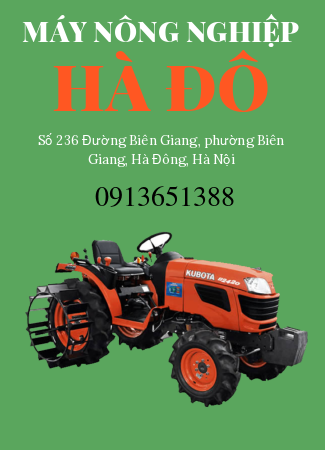 MÁY NÔNG NGHIỆP
HÀ ĐÔ
Số 236 Đường Biên Giang, phường Biên
Giang, Hà Đông, Hà Nội
0913651388
KUBOTA